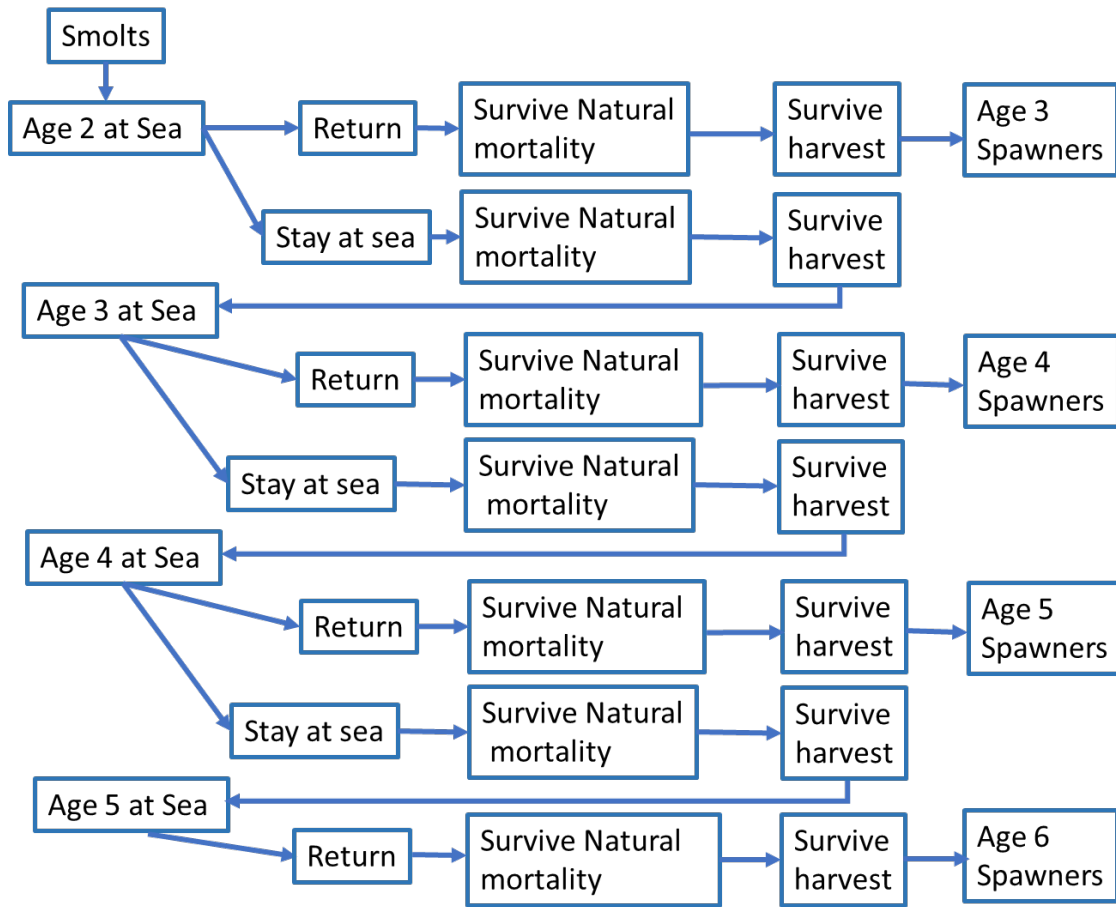 Smolts
Age 2 at Sea
Return
Survive Natural
mortality
Survive
harvest
Age 3
Spawners
Stay at sea
Survive Natural
mortality
Survive
harvest
Age 3 at Sea
Return
Survive Natural
mortality
Survive
harvest
Age 4
Spawners
Stay at sea
Survive Natural
mortality
Survive
harvest
Age 4 at Sea
Return
Survive Natural
mortality
Survive
harvest
Age 5
Spawners
Stay at sea
Survive Natural
mortality
Survive
harvest
Age 5 at Sea
Return
Survive Natural
mortality
Survive
harvest
Age 6
Spawners